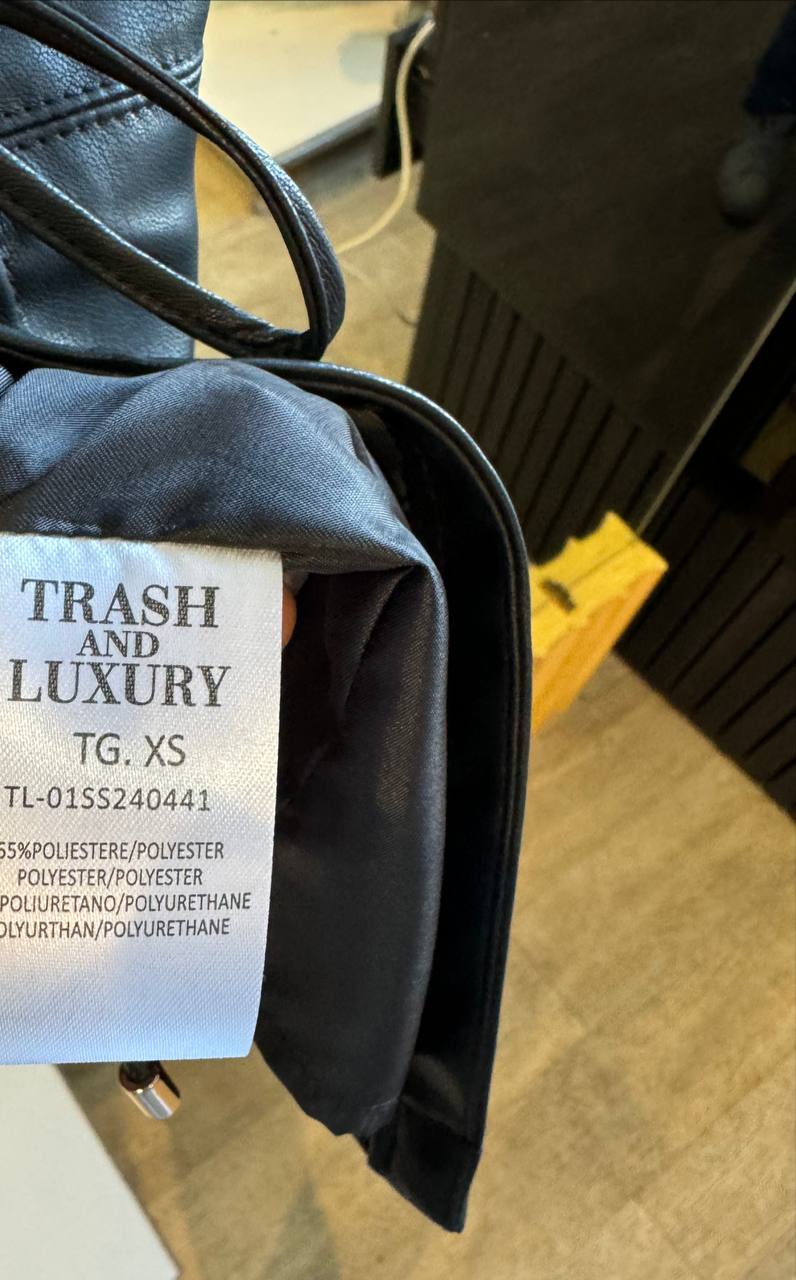 TRASH
AND
LUXURY
TG. XS
TL-01SS240441
55%POLIESTERE/POLYESTER
POLYESTER/POLYESTER
POLIURETANO/POLYURETHANE
OLYURTHAN/POLYURETHANE